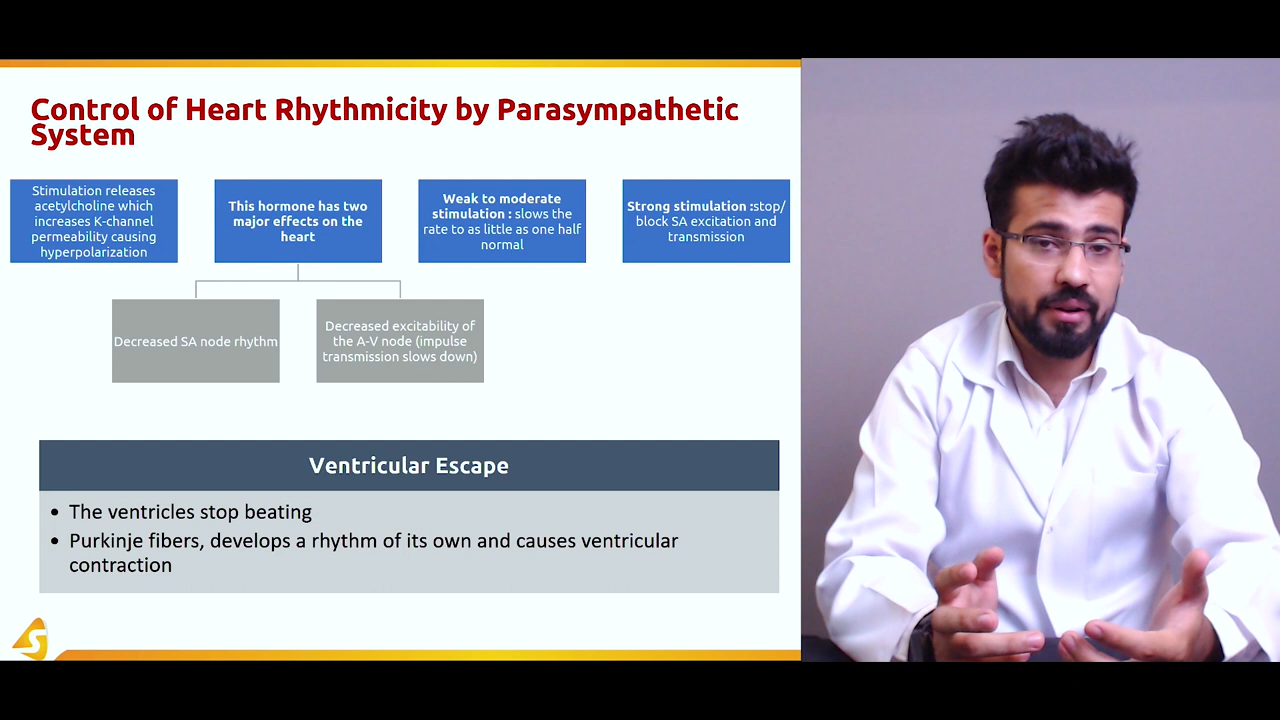 Control of Heart Rhythmicity by Parasympathetic
System
Stimulation releases
acetylcholine which
increases K-channel
permeability causing
hyperpolarization
This hormone has two
major effects on the
heart
Weak to moderate
stimulation : slows the
rate to as little as one half
normal
Strong stimulation :stop/
block SA excitation and
transmission
Decreased SA node rhythm
Decreased excitability of
the A-V node (impulse
transmission slows down)
Ventricular Escape
• The ventricles stop beating
• Purkinje fibers, develops a rhythm of its own and causes ventricular
contraction
S